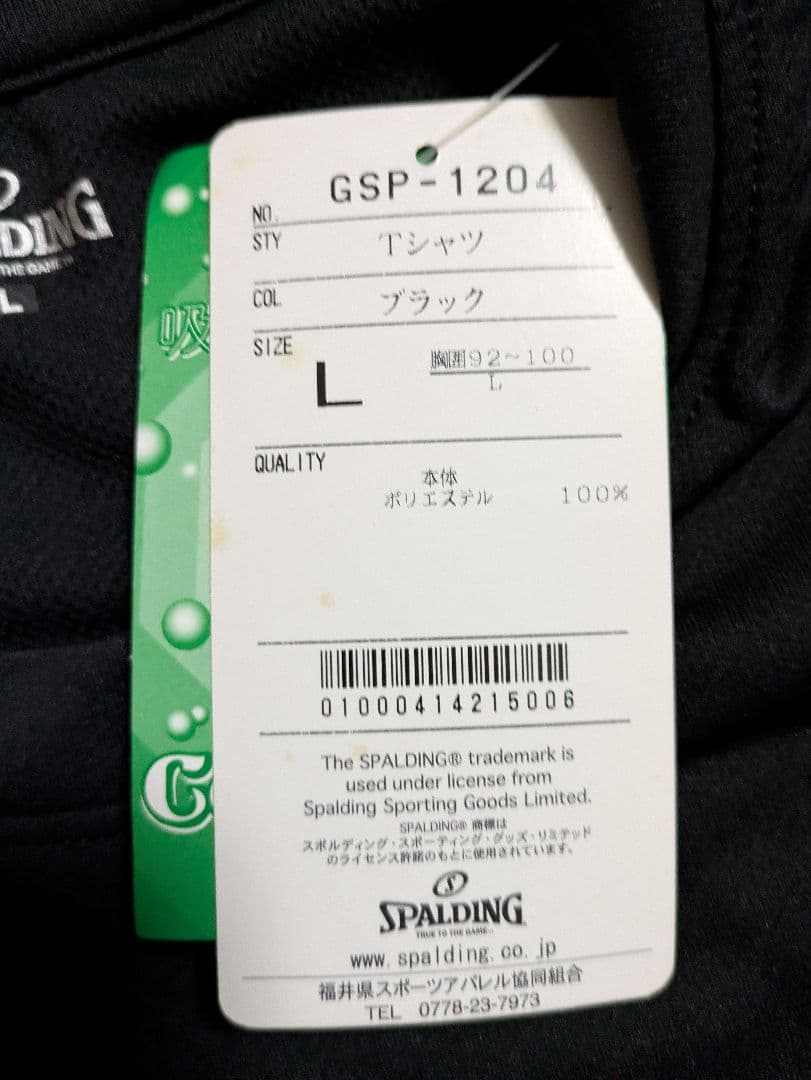 DING
THE GAME
L
吸
C
GSP-1204
NO.
STY Tシャツ
COL ブラック
SIZE
L
胸囲92~100
L
QUALITY
本体
ポリエステル 100%
01000414215006
The SPALDING® trademark is
used under license from
Spalding Sporting Goods Limited.
SPALDING® 商標は
スポルディング・スポーティング・グッズ・リミテッド
のライセンス許諾のもとに使用されています。
SPALDING
TRUE TO THE GAME
www.spalding.co.jp
福井県スポーツアパレル協同組合
TEL 0778-23-7973